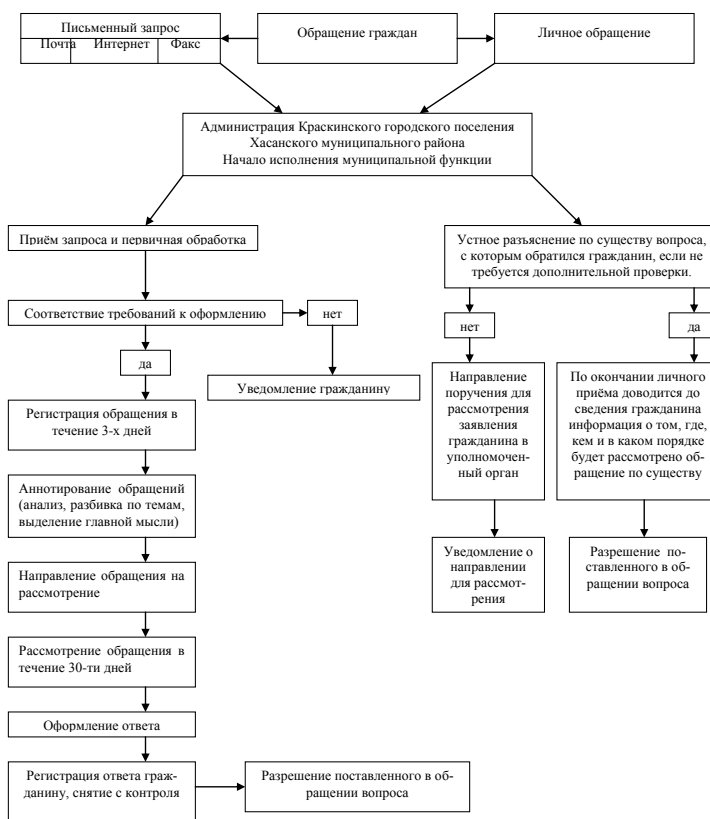 Письменный запрос
Почта Интернет Факс
Обращение граждан
Личное обращение
Администрация Краскинского городского поселения
Хасанского муниципального района
Начало исполнения муниципальной функции
Приём запроса и первичная обработка
Устное разъяснение по существу вопроса,
с которым обратился гражданин, если не
требуется дополнительной проверки.
Соответствие требований к оформлению
нет
нет
да
да
Уведомление гражданину
Направление
поручения для
рассмотрения
заявления
гражданина в
уполномочен-
ный орган
По окончании личного
приёма доводится до
сведения гражданина
информация о том, где,
кем и в каком порядке
будет рассмотрено об-
ращение по существу
Регистрация обращения в
течение 3-х дней
Аннотирование обращений
(анализ, разбивка по темам,
выделение главной мысли)
Уведомление о
направлении
для рассмот-
рения
Разрешение по-
ставленного в об-
ращении вопроса
Направление обращения на
рассмотрение
Рассмотрение обращения в
течение 30-ти дней
Оформление ответа
Регистрация ответа граж-
данину, снятие с контроля
Разрешение поставленного в об-
ращении вопроса